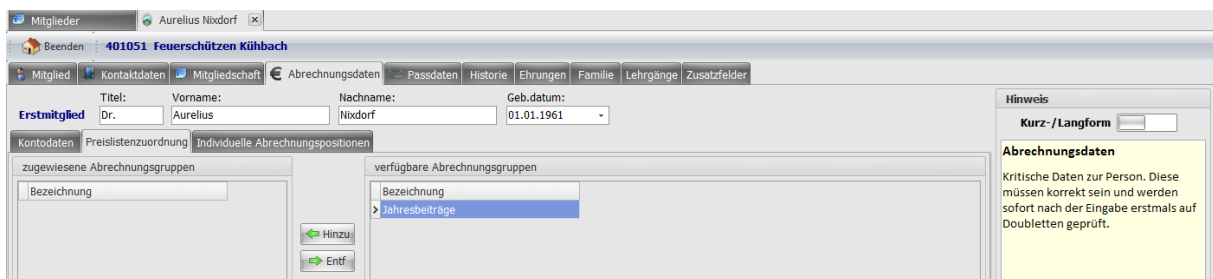 Mitglieder
Aurelius Nixdorf
Beenden 401051 Feuerschützen Kühbach
Mitglied Kontaktdaten Mitgliedschaft € Abrechnungsdaten Passdaten Historie Ehrungen Familie Lehrgänge Zusatzfelder
Titel: Vorname: Nachname: Geb.datum:
Erstmitglied Dr. Aurelius Nixdorf 01.01.1961
Kontodaten Preislistenzuordnung Individuelle Abrechnungspositionen
zugewiesene Abrechnungsgruppen
Bezeichnung
verfügbare Abrechnungsgruppen
Bezeichnung
Jahresbeiträge
Hinzu
Entf
Hinweis
Kurz-/Langform
Abrechnungsdaten
Kritische Daten zur Person. Diese
müssen korrekt sein und werden
sofort nach der Eingabe erstmals auf
Doubletten geprüft.